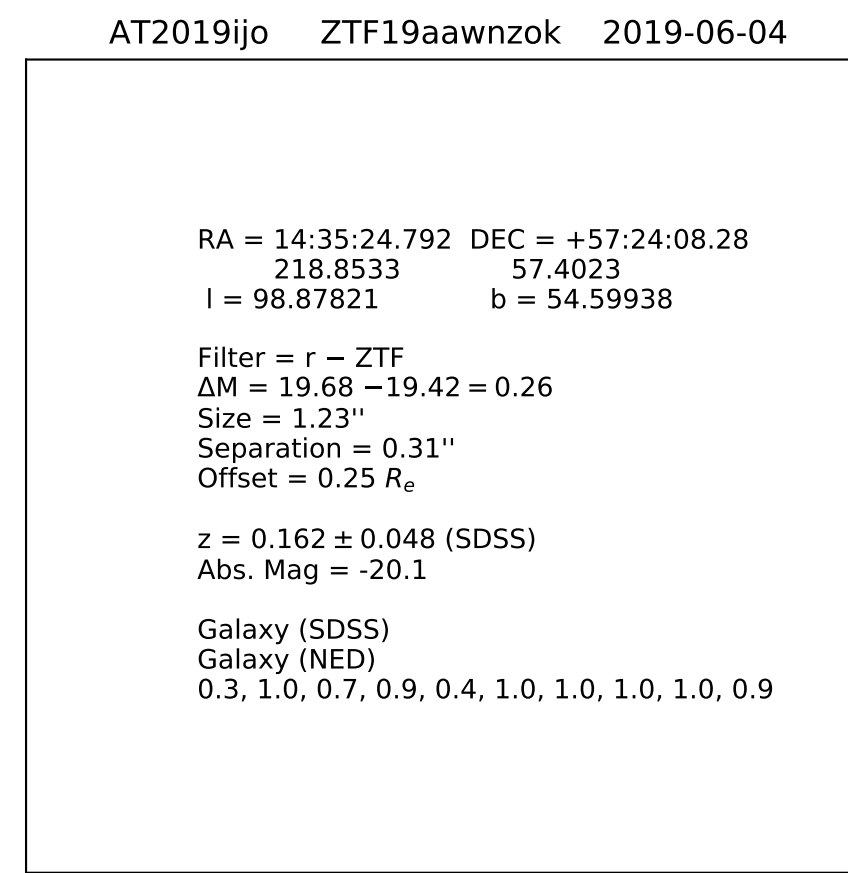 AT2019ijo ZTF19aawnzok 2019-06-04
RA = 14:35:24.792 DEC = +57:24:08.28
218.8533 57.4023
l = 98.87821 b = 54.59938
Filter = r − ZTF
ΔM = 19.68 −19.42 = 0.26
Size = 1.23''
Separation = 0.31''
Offset = 0.25 Rₑ
z = 0.162 ± 0.048 (SDSS)
Abs. Mag = -20.1
Galaxy (SDSS)
Galaxy (NED)
0.3, 1.0, 0.7, 0.9, 0.4, 1.0, 1.0, 1.0, 1.0, 0.9